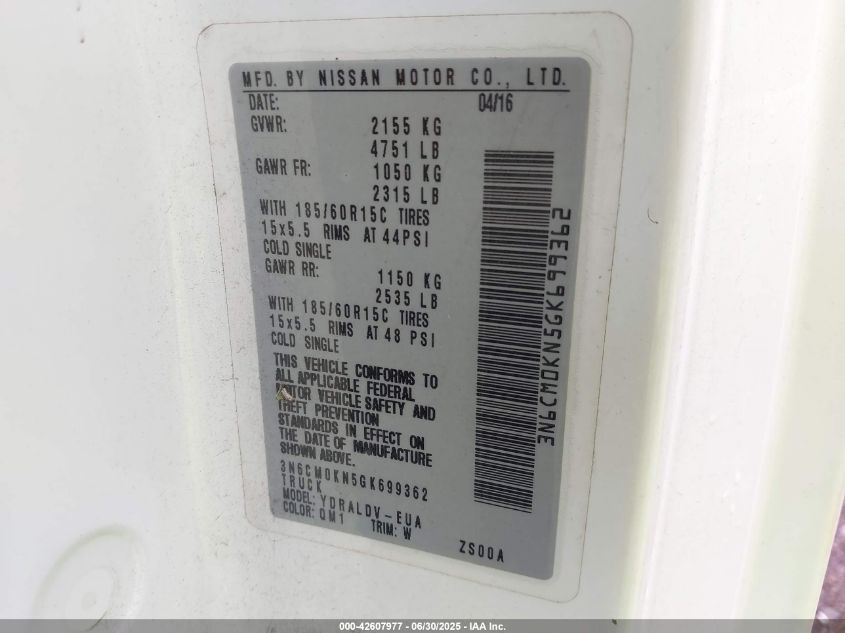 MFD. BY NISSAN MOTOR CO., LTD.
DATE: 04/16
GVWR: 2155 KG
4751 LB
GAWR FR: 1050 KG
2315 LB
WITH 185/60R15C TIRES
15x5.5 RIMS AT 44PSI
COLD SINGLE
GAWR RR: 1150 KG
2535 LB
WITH 185/60R15C TIRES
15x5.5 RIMS AT 48 PSI
COLD SINGLE
THIS VEHICLE CONFORMS TO
ALL APPLICABLE FEDERAL
MOTOR VEHICLE SAFETY AND
THEFT PREVENTION
STANDARDS IN EFFECT ON
THE DATE OF MANUFACTURE
SHOWN ABOVE.
3N6CM0KN5GK699362
TRUCK
MODEL: YDRALDV-EUA
COLOR: QM1 TRIM: W
ZS00A
3N6CM0KN5GK699362
000-42607977 - 06/30/2025 - IAA Inc.